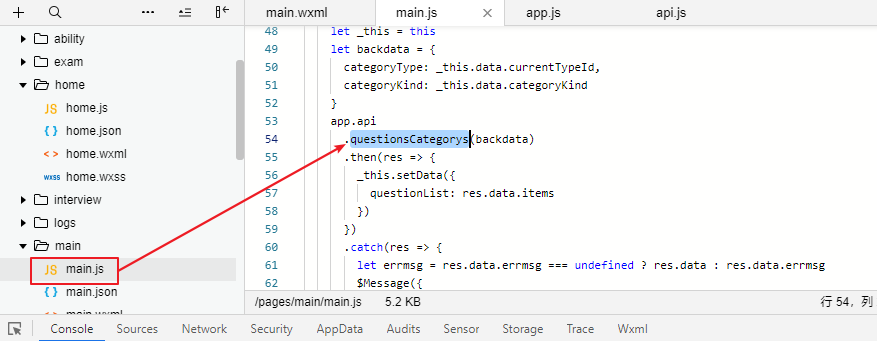 main.wxml main.js app.js api.js
ability
exam
home
JS home.js
{ } home.json
< > home.wxml
wxss home.wxss
interview
logs
main
JS main.js
{ } main.json
48 let _this = this
49 let backdata = {
50 categoryType: _this.data.currentTypeId,
51 categoryKind: _this.data.categoryKind
52 }
53 app.api
54 .questionsCategorys(backdata)
55 .then(res => {
56 _this.setData({
57 questionList: res.data.items
58 })
59 })
60 .catch(res => {
61 let errmsg = res.data.errmsg === undefined ? res.data : res.data.errmsg
62 $Message({
/pages/main/main.js 5.2 KB 行 54，列
Console Sources Network Security AppData Audits Sensor Storage Trace Wxml